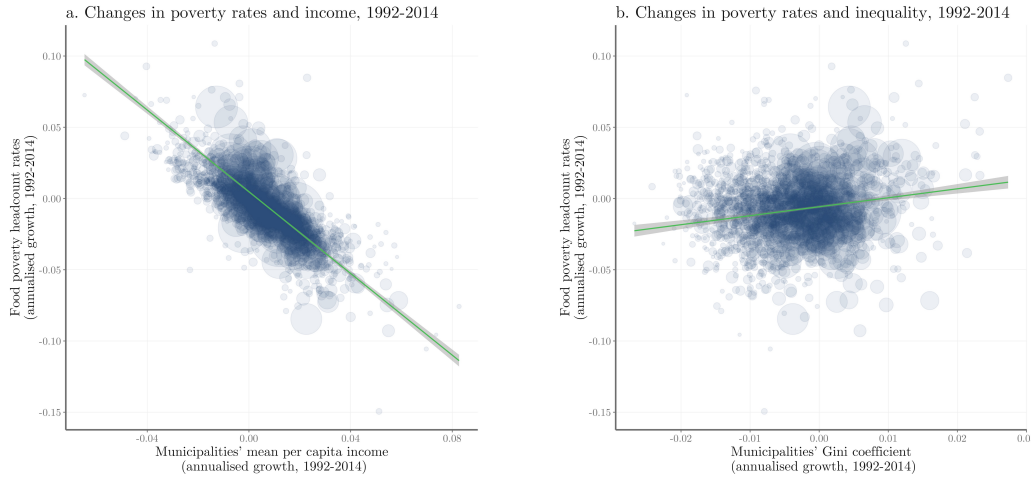 a. Changes in poverty rates and income, 1992-2014
Food poverty headcount rates
(annualised growth, 1992-2014)
0.10
0.05
0.00
-0.05
-0.10
-0.15
-0.04
0.00
0.04
0.08
Municipalities' mean per capita income
(annualised growth, 1992-2014)
b. Changes in poverty rates and inequality, 1992-2014
Food poverty headcount rates
(annualised growth, 1992-2014)
0.10
0.05
0.00
-0.05
-0.10
-0.15
-0.02
-0.01
0.00
0.01
0.02
0.0
Municipalities' Gini coefficient
(annualised growth, 1992-2014)